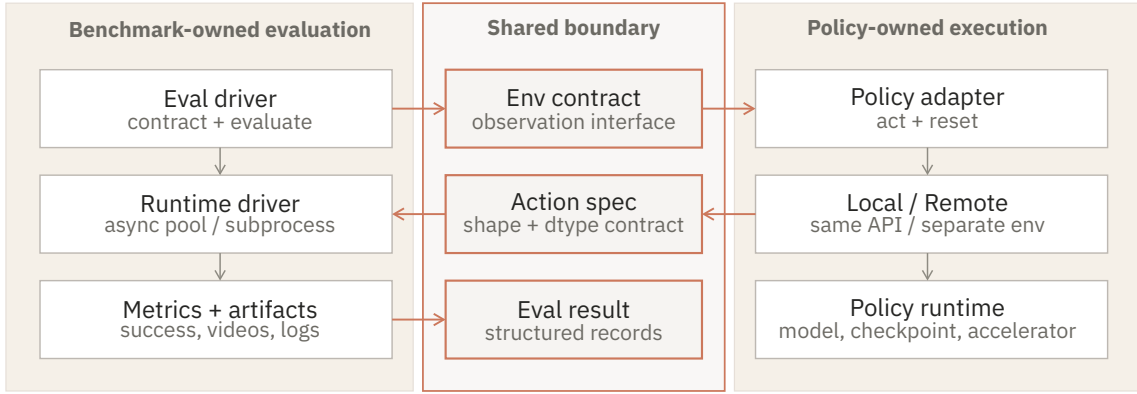 Benchmark-owned evaluation
Eval driver
contract + evaluate
Runtime driver
async pool / subprocess
Metrics + artifacts
success, videos, logs
Shared boundary
Env contract
observation interface
Action spec
shape + dtype contract
Eval result
structured records
Policy-owned execution
Policy adapter
act + reset
Local / Remote
same API / separate env
Policy runtime
model, checkpoint, accelerator